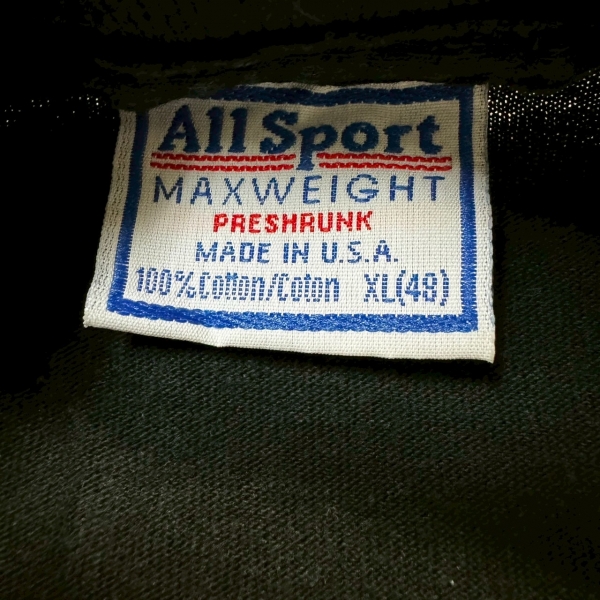 All Sport
MAXWEIGHT
PRESHRUNK
MADE IN U.S.A.
100% Cotton/Coton XL(48)